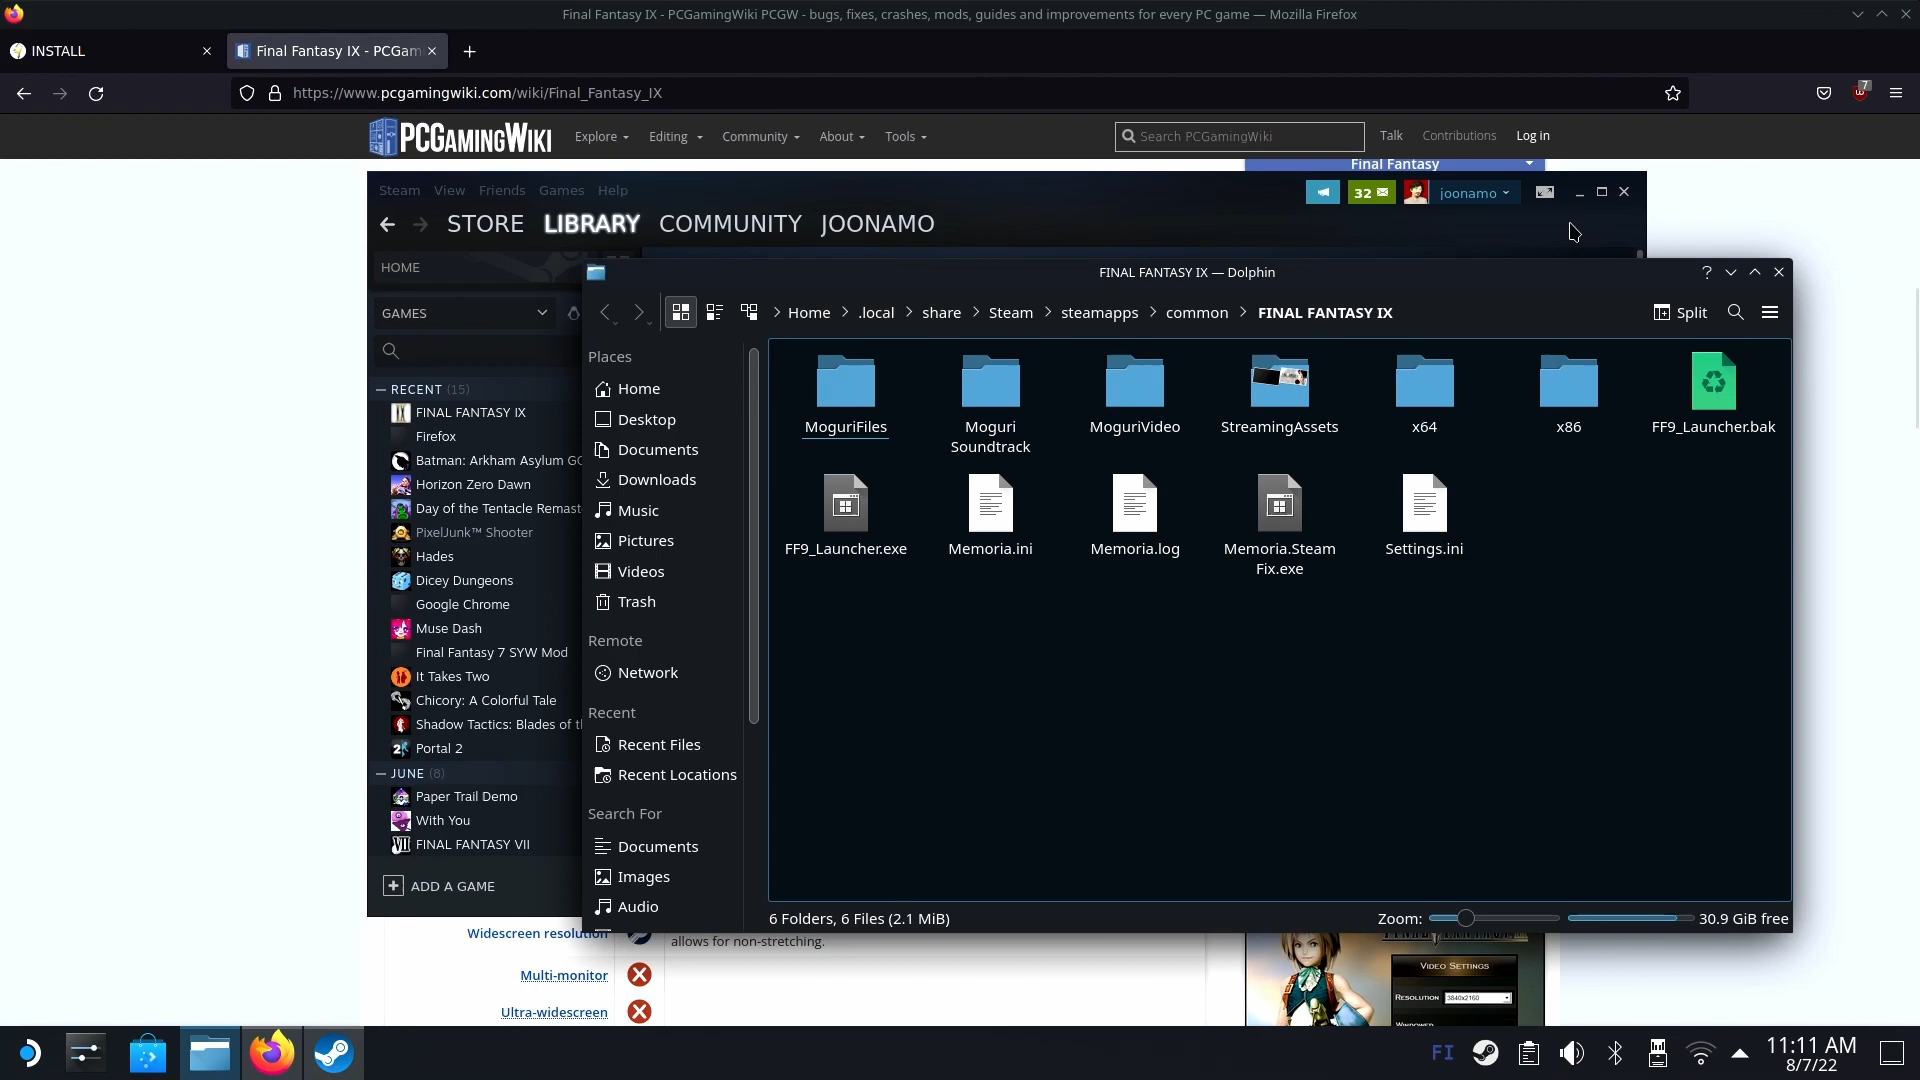 Final Fantasy IX - PCGamingWiki PCGW - bugs, fixes, crashes, mods, guides and improvements for every PC game — Mozilla Firefox
INSTALL
Final Fantasy IX - PCGam
https://www.pcgamingwiki.com/wiki/Final_Fantasy_IX
7
PCGamingWiki
Explore
Editing
Community
About
Tools
Search PCGamingWiki
Talk
Contributions
Log in
Final Fantasy
Steam
View
Friends
Games
Help
32
joonamo
STORE
LIBRARY
COMMUNITY
JOONAMO
HOME
GAMES
RECENT (15)
FINAL FANTASY IX
Firefox
Batman: Arkham Asylum GO
Horizon Zero Dawn
Day of the Tentacle Remast
PixelJunk™ Shooter
Hades
Dicey Dungeons
Google Chrome
Muse Dash
Final Fantasy 7 SYW Mod
It Takes Two
Chicory: A Colorful Tale
Shadow Tactics: Blades of t
Portal 2
JUNE (8)
Paper Trail Demo
With You
FINAL FANTASY VII
ADD A GAME
FINAL FANTASY IX — Dolphin
?
Home
.local
share
Steam
steamapps
common
FINAL FANTASY IX
Split
Places
Home
Desktop
Documents
Downloads
Music
Pictures
Videos
Trash
Remote
Network
Recent
Recent Files
Recent Locations
Search For
Documents
Images
Audio
MoguriFiles
Moguri
Soundtrack
MoguriVideo
StreamingAssets
x64
x86
FF9_Launcher.bak
FF9_Launcher.exe
Memoria.ini
Memoria.log
Memoria.Steam
Fix.exe
Settings.ini
6 Folders, 6 Files (2.1 MiB)
Zoom:
30.9 GiB free
Widescreen resolution
allows for non-stretching.
Multi-monitor
Ultra-widescreen
Video Settings
Resolution
3840x2160
Windowed
FI
11:11 AM
8/7/22